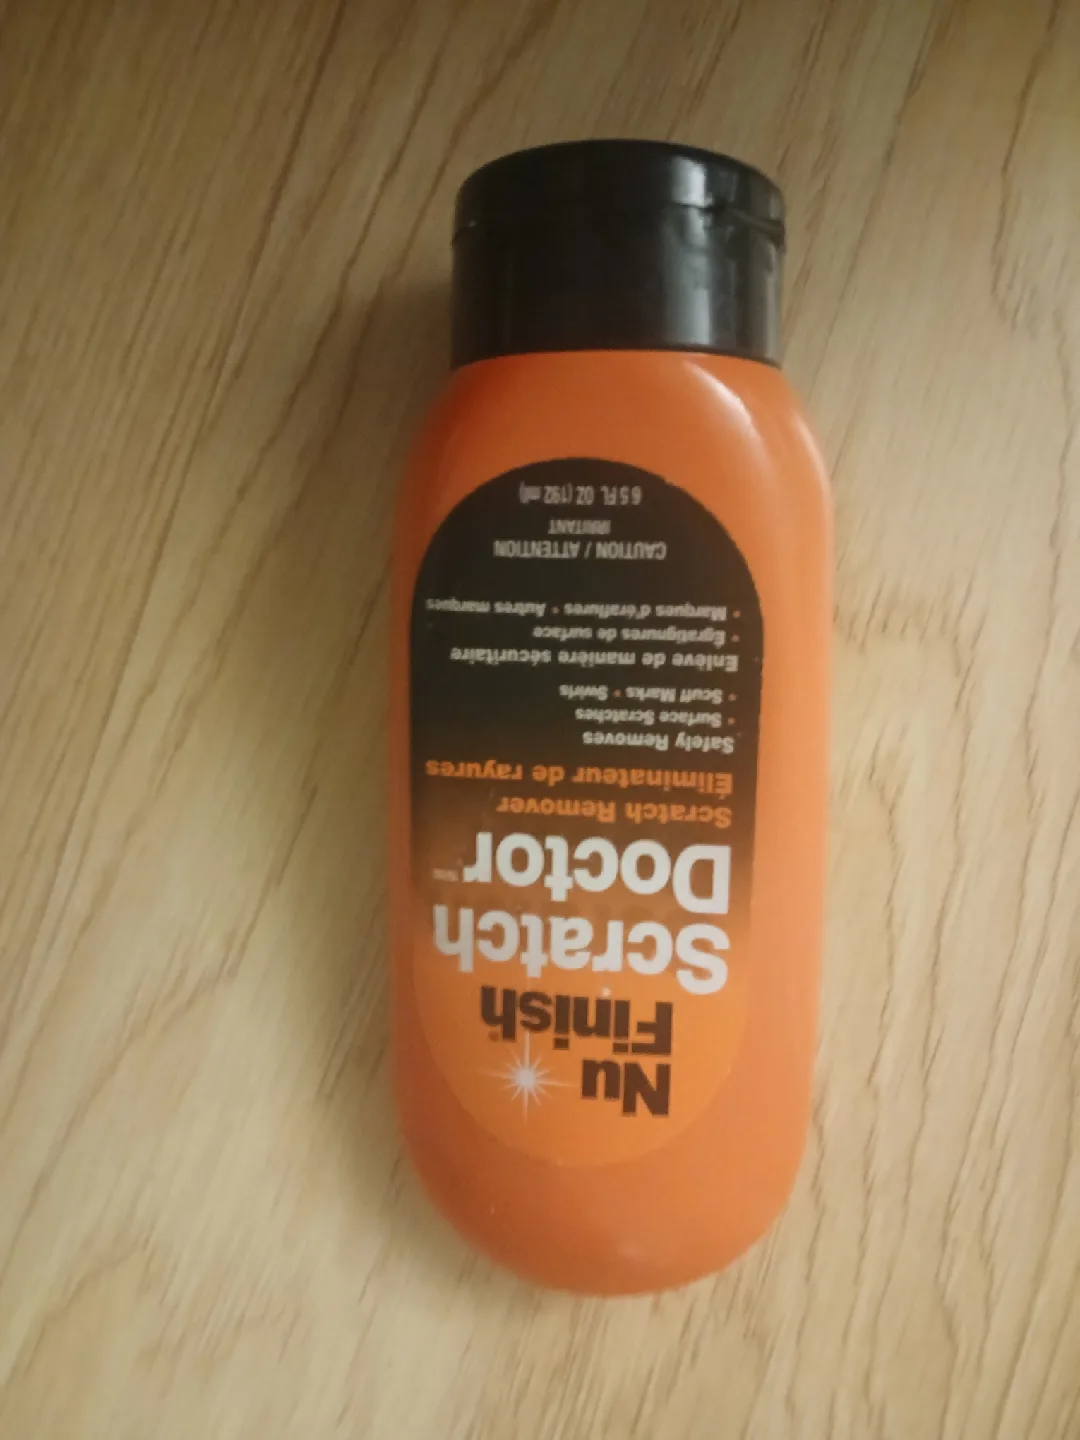 Nu
Finish®
Scratch
Doctor
Scratch Remover
Éliminateur de rayures
Safely Removes
• Surface Scratches
• Scuff Marks • Swirls
Enlève de manière sécuritaire
• Égratignures de surface
• Marques d'éraflures • Autres marques
CAUTION / ATTENTION
IRRITANT
6.5 FL. OZ (192 ml)